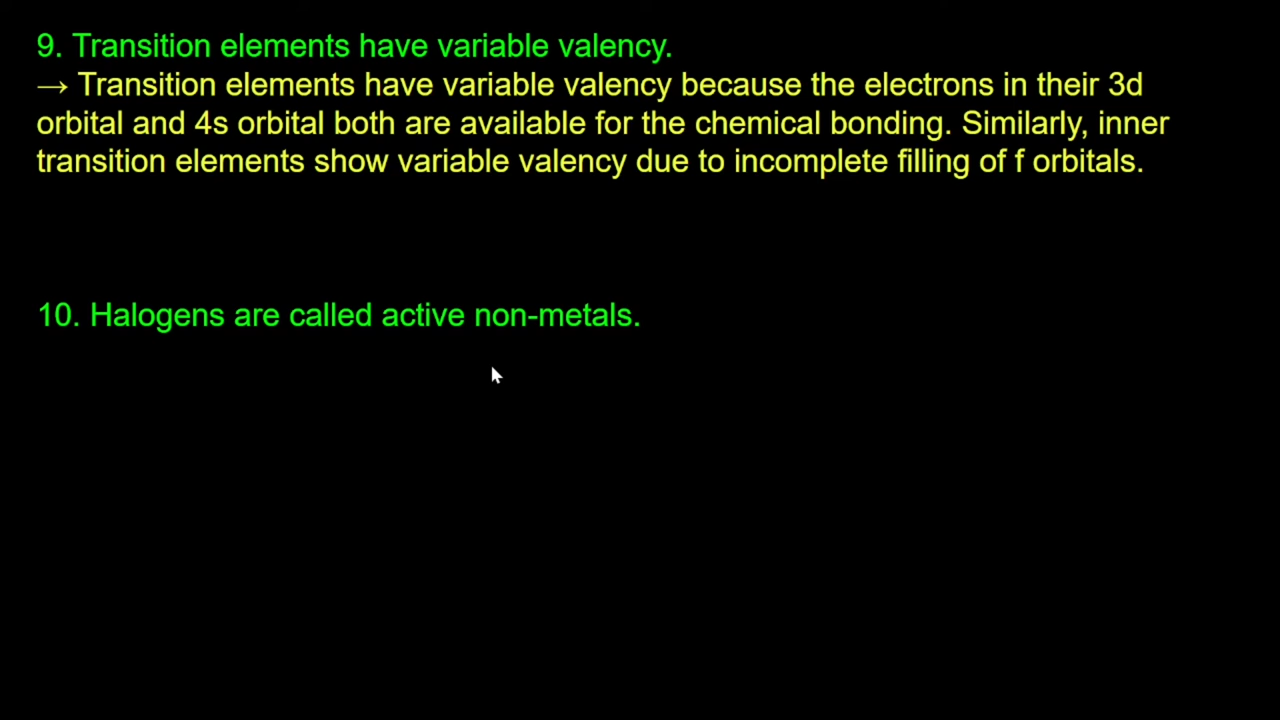 9. Transition elements have variable valency.
→ Transition elements have variable valency because the electrons in their 3d
orbital and 4s orbital both are available for the chemical bonding. Similarly, inner
transition elements show variable valency due to incomplete filling of f orbitals.
10. Halogens are called active non-metals.